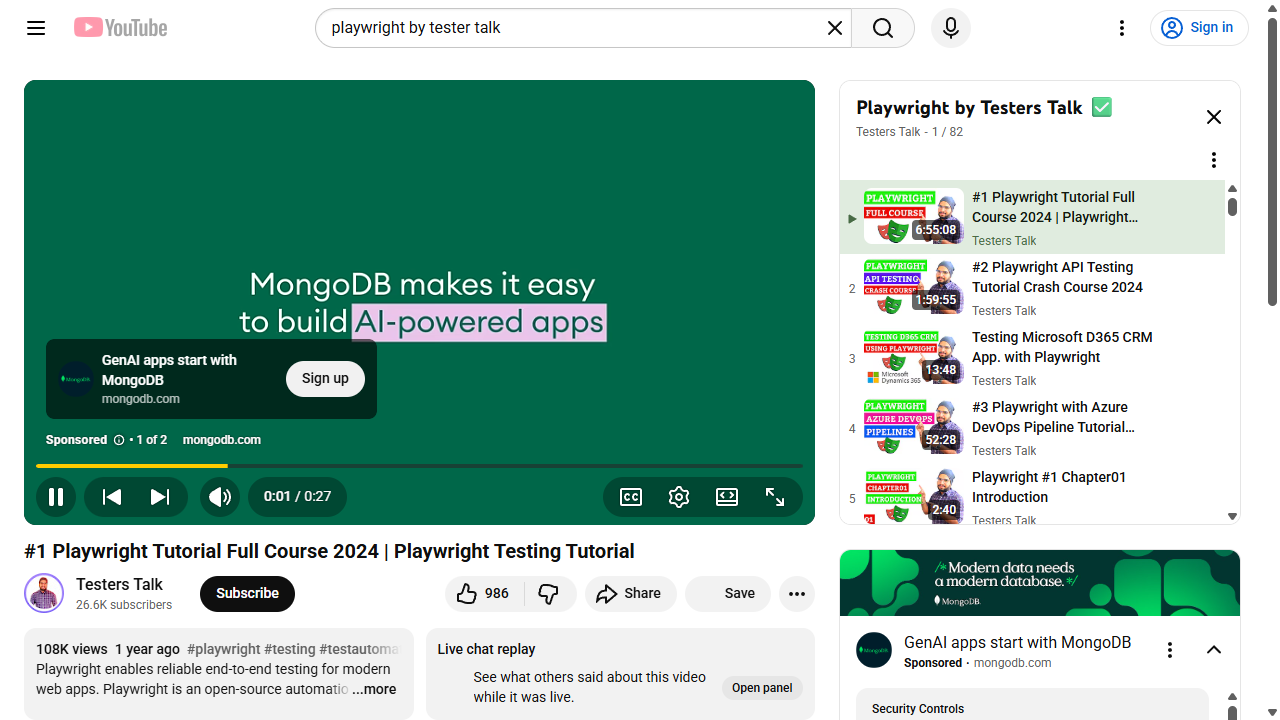 YouTube
playwright by tester talk
Sign in
MongoDB makes it easy
to build AI-powered apps
GenAI apps start with
MongoDB
mongodb.com
Sign up
Sponsored • 1 of 2 mongodb.com
0:01 / 0:27
#1 Playwright Tutorial Full Course 2024 | Playwright Testing Tutorial
Testers Talk
26.6K subscribers
Subscribe
986
Share
Save
108K views 1 year ago #playwright #testing #testautoma
Playwright enables reliable end-to-end testing for modern
web apps. Playwright is an open-source automatio ...more
Live chat replay
See what others said about this video
while it was live.
Open panel
Playwright by Testers Talk ✅
Testers Talk - 1 / 82
PLAYWRIGHT
FULL COURSE
6:55:08
#1 Playwright Tutorial Full
Course 2024 | Playwright…
Testers Talk
2
PLAYWRIGHT
API TESTING
CRASH COURSE
1:59:55
#2 Playwright API Testing
Tutorial Crash Course 2024
Testers Talk
3
TESTING D365 CRM
USING PLAYWRIGHT
Microsoft
Dynamics 365
13:48
Testing Microsoft D365 CRM
App. with Playwright
Testers Talk
4
PLAYWRIGHT
AZURE DEVOPS
PIPELINES
52:28
#3 Playwright with Azure
DevOps Pipeline Tutorial…
Testers Talk
5
PLAYWRIGHT
CHAPTER01
INTRODUCTION
01
2:40
Playwright #1 Chapter01
Introduction
Testers Talk
/* Modern data needs
a modern database. */
MongoDB.
GenAI apps start with MongoDB
Sponsored · mongodb.com
Security Controls